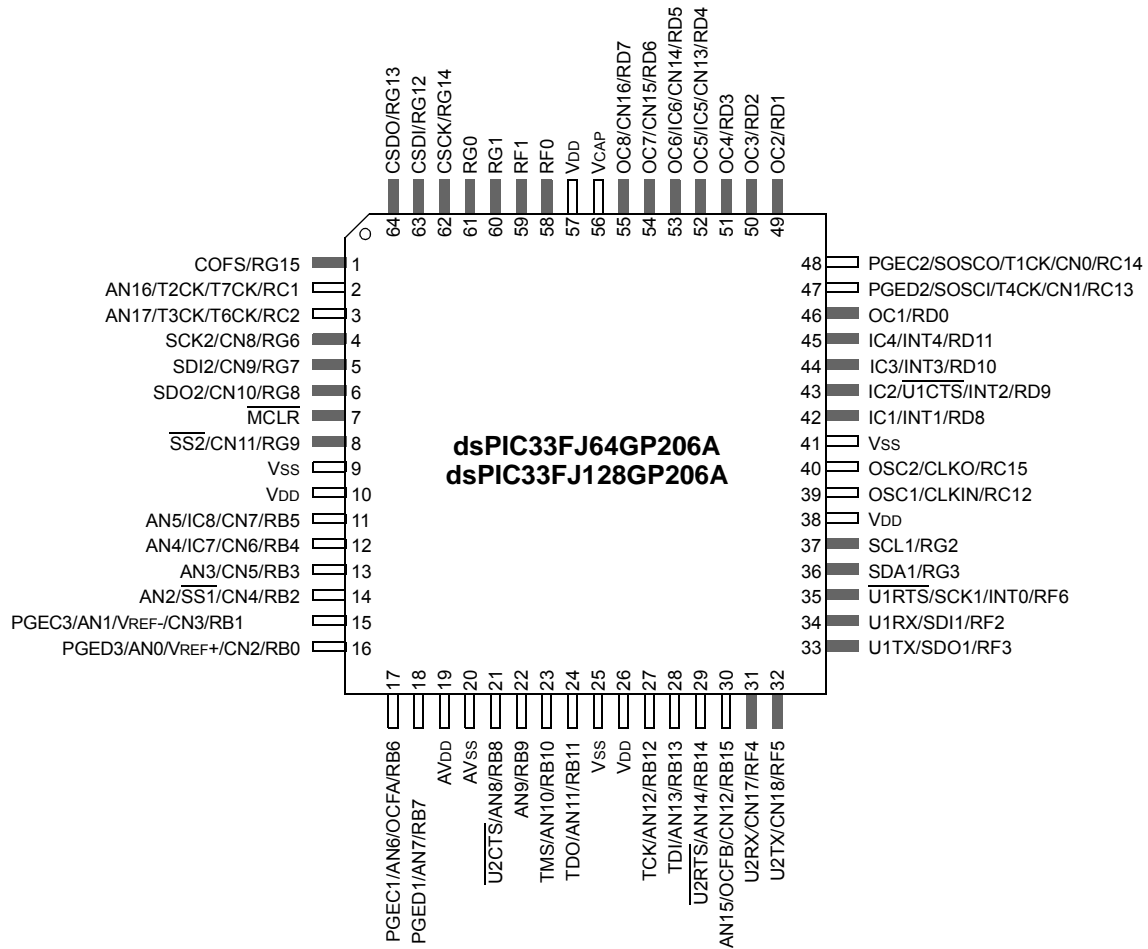 CSDO/RG13
CSDI/RG12
CSCK/RG14
RG0
RG1
RF1
RF0
VDD
VCAP
OC8/CN16/RD7
OC7/CN15/RD6
OC6/IC6/CN14/RD5
OC5/IC5/CN13/RD4
OC4/RD3
OC3/RD2
OC2/RD1
64
63
62
61
60
59
58
57
56
55
54
53
52
51
50
49
COFS/RG15 1
AN16/T2CK/T7CK/RC1 2
AN17/T3CK/T6CK/RC2 3
SCK2/CN8/RG6 4
SDI2/CN9/RG7 5
SDO2/CN10/RG8 6
MCLR 7
SS2/CN11/RG9 8
VSS 9
VDD 10
AN5/IC8/CN7/RB5 11
AN4/IC7/CN6/RB4 12
AN3/CN5/RB3 13
AN2/SS1/CN4/RB2 14
PGEC3/AN1/VREF-/CN3/RB1 15
PGED3/AN0/VREF+/CN2/RB0 16
dsPIC33FJ64GP206A
dsPIC33FJ128GP206A
48 PGEC2/SOSCO/T1CK/CN0/RC14
47 PGED2/SOSCI/T4CK/CN1/RC13
46 OC1/RD0
45 IC4/INT4/RD11
44 IC3/INT3/RD10
43 IC2/U1CTS/INT2/RD9
42 IC1/INT1/RD8
41 VSS
40 OSC2/CLKO/RC15
39 OSC1/CLKIN/RC12
38 VDD
37 SCL1/RG2
36 SDA1/RG3
35 U1RTS/SCK1/INT0/RF6
34 U1RX/SDI1/RF2
33 U1TX/SDO1/RF3
17
18
19
20
21
22
23
24
25
26
27
28
29
30
31
32
PGEC1/AN6/OCFA/RB6
PGED1/AN7/RB7
AVDD
AVSS
U2CTS/AN8/RB8
AN9/RB9
TMS/AN10/RB10
TDO/AN11/RB11
VSS
VDD
TCK/AN12/RB12
TDI/AN13/RB13
U2RTS/AN14/RB14
AN15/OCFB/CN12/RB15
U2RX/CN17/RF4
U2TX/CN18/RF5